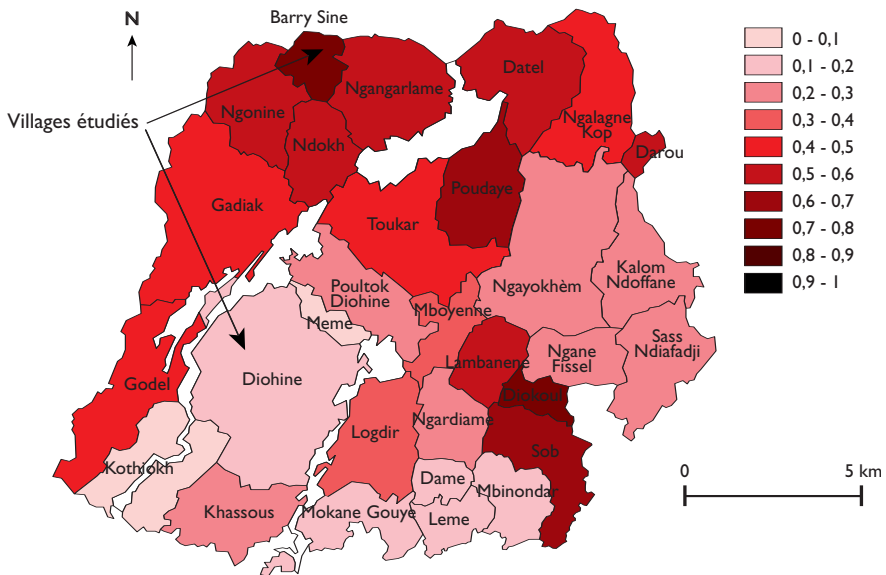 N
Barry Sine
Villages étudiés
Ngonine
Ngangarlame
Ndokh
Datel
Ngalagne
Kop
Darou
Gadiak
Toukar
Poudaye
Poultok
Diohine
Meme
Mboyenne
Ngayokhèm
Kalom
Ndoffane
Sass
Ndiafadji
Godel
Diohine
Lambanene
Ngane
Fissel
Diokoul
Kothiokh
Logdir
Ngardiame
Sob
Khassous
Mokane Gouye
Dame
Leme
Mbinondar
0 - 0,1
0,1 - 0,2
0,2 - 0,3
0,3 - 0,4
0,4 - 0,5
0,5 - 0,6
0,6 - 0,7
0,7 - 0,8
0,8 - 0,9
0,9 - 1
0 5 km